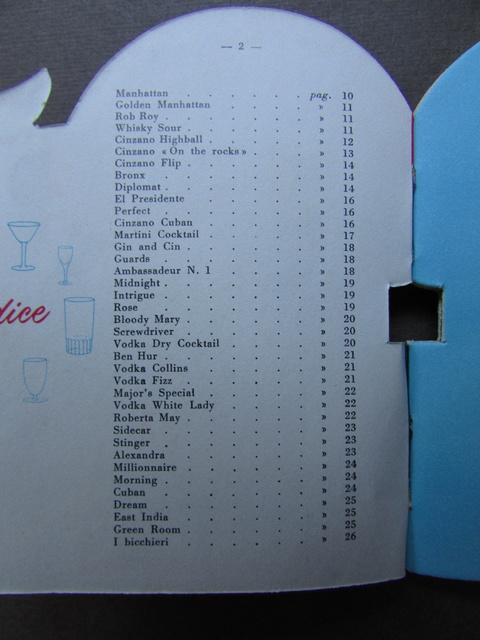 — 2 —
Manhattan . . . . . . pag. 10
Golden Manhattan . . . . . » 11
Rob Roy . . . . . . » 11
Whisky Sour . . . . . . » 11
Cinzano Highball . . . . . » 12
Cinzano « On the rocks » . . . » 13
Cinzano Flip . . . . . . » 14
Bronx . . . . . . » 14
Diplomat . . . . . . » 14
El Presidente . . . . . » 16
Perfect . . . . . . » 16
Cinzano Cuban . . . . . » 16
Martini Cocktail . . . . . » 17
Gin and Cin . . . . . . » 18
Guards . . . . . . » 18
Ambassadeur N. 1 . . . . . » 18
Midnight . . . . . . » 19
Intrigue . . . . . . » 19
Rose . . . . . . » 19
Bloody Mary . . . . . . » 20
Screwdriver . . . . . . » 20
Vodka Dry Cocktail . . . . » 20
Ben Hur . . . . . . » 21
Vodka Collins . . . . . » 21
Vodka Fizz . . . . . . » 21
Major's Special . . . . . » 22
Vodka White Lady . . . . . » 22
Roberta May . . . . . . » 22
Sidecar . . . . . . » 23
Stinger . . . . . . » 23
Alexandra . . . . . . » 23
Millionnaire . . . . . . » 24
Morning . . . . . . » 24
Cuban . . . . . . » 24
Dream . . . . . . » 25
East India . . . . . . » 25
Green Room . . . . . . » 25
I bicchieri . . . . . . » 26
dice